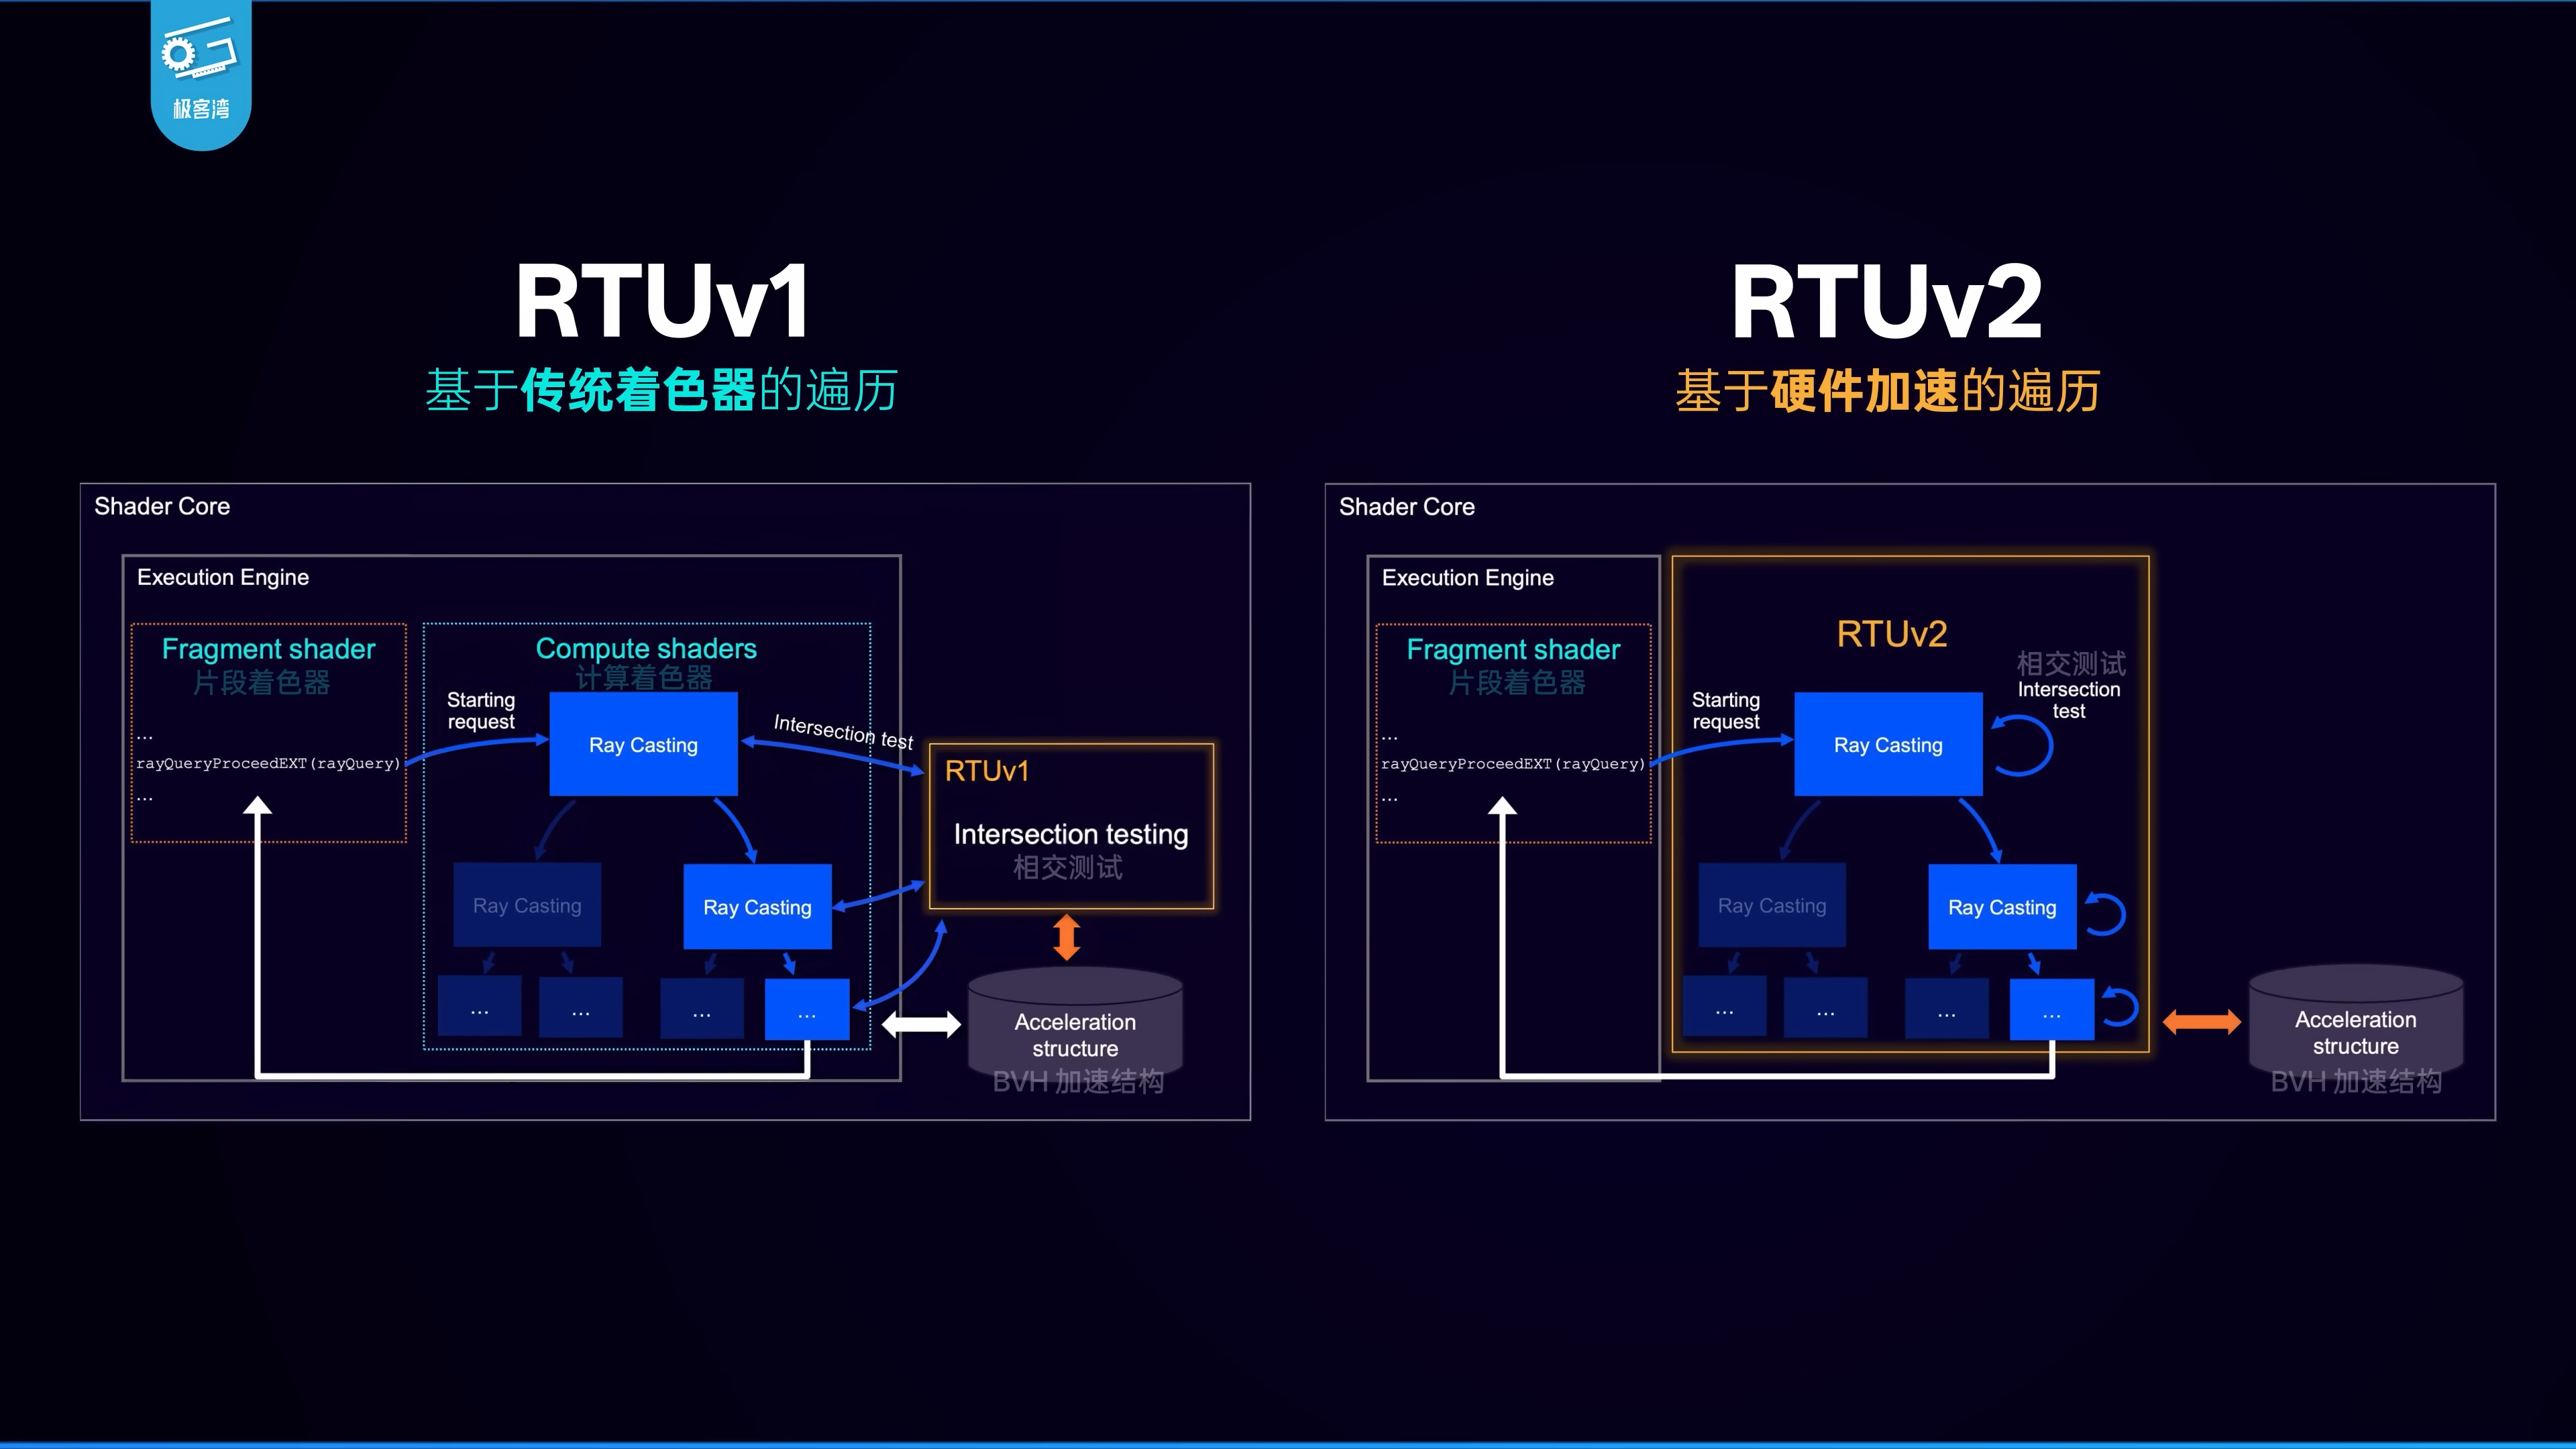 极客湾
RTUv1
基于传统着色器的遍历
Shader Core
Execution Engine
Fragment shader
片段着色器
...
rayQueryProceedEXT(rayQuery)
...
Starting
request
Compute shaders
计算着色器
Ray Casting
Intersection test
Ray Casting
Ray Casting
...
...
...
...
RTUv1
Intersection testing
相交测试
Acceleration
structure
BVH 加速结构
RTUv2
基于硬件加速的遍历
Shader Core
Execution Engine
Fragment shader
片段着色器
...
rayQueryProceedEXT(rayQuery)
...
Starting
request
RTUv2
相交测试
Intersection
test
Ray Casting
Ray Casting
Ray Casting
...
...
...
...
Acceleration
structure
BVH 加速结构